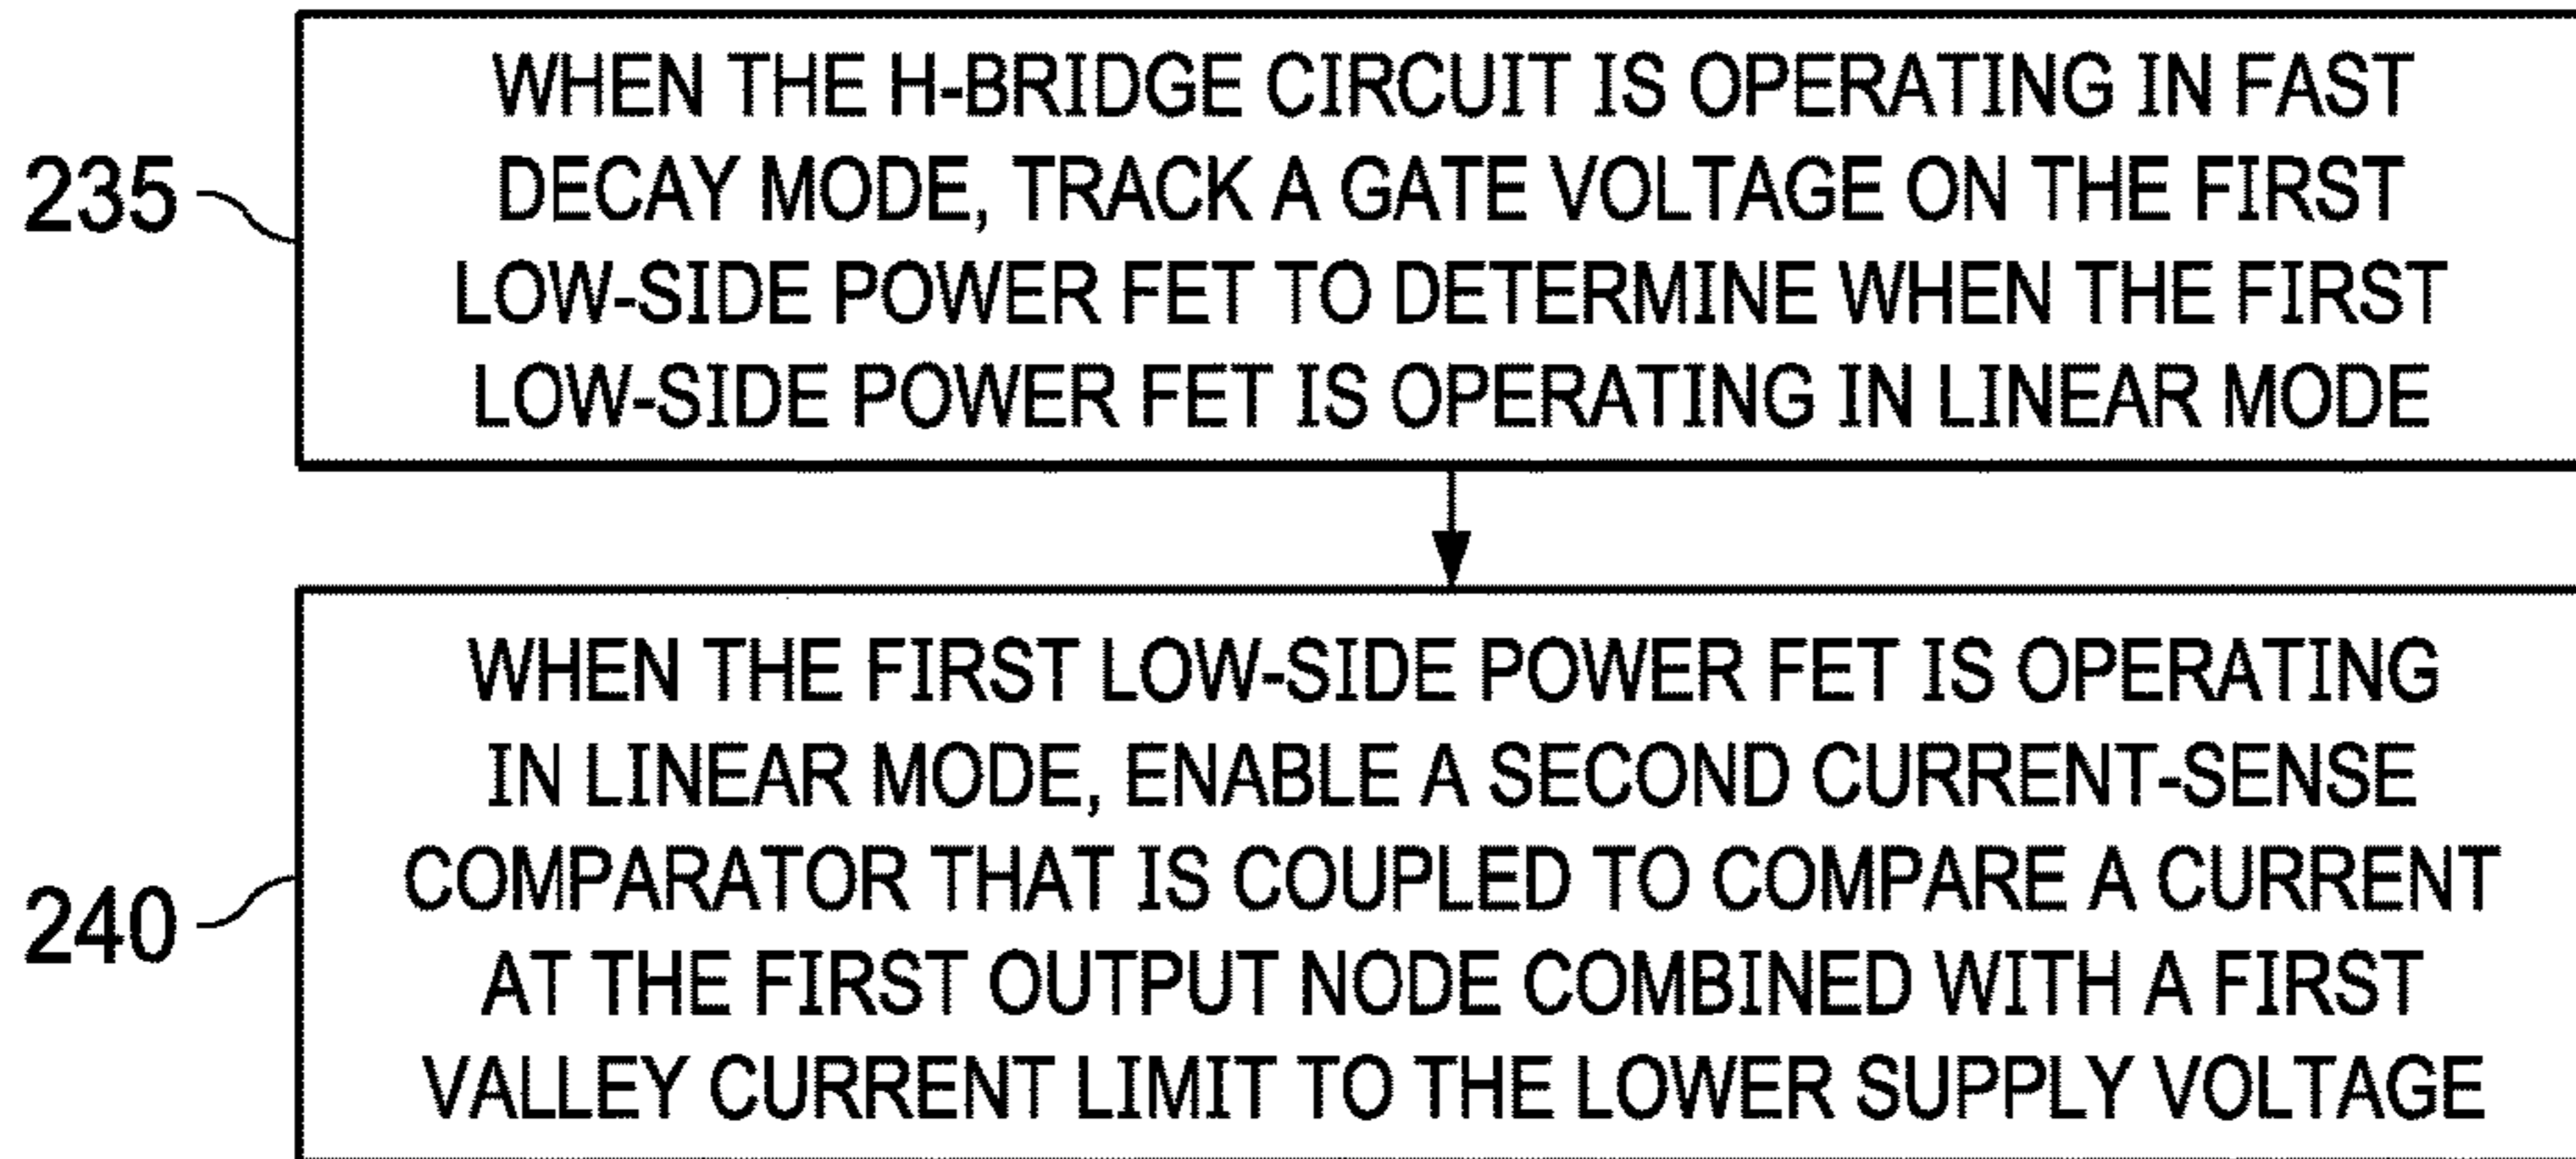 WHEN THE H-BRIDGE CIRCUIT IS OPERATING IN FAST
DECAY MODE, TRACK A GATE VOLTAGE ON THE FIRST
LOW-SIDE POWER FET TO DETERMINE WHEN THE FIRST
LOW-SIDE POWER FET IS OPERATING IN LINEAR MODE
235
WHEN THE FIRST LOW-SIDE POWER FET IS OPERATING
IN LINEAR MODE, ENABLE A SECOND CURRENT-SENSE
COMPARATOR THAT IS COUPLED TO COMPARE A CURRENT
AT THE FIRST OUTPUT NODE COMBINED WITH A FIRST
VALLEY CURRENT LIMIT TO THE LOWER SUPPLY VOLTAGE
240